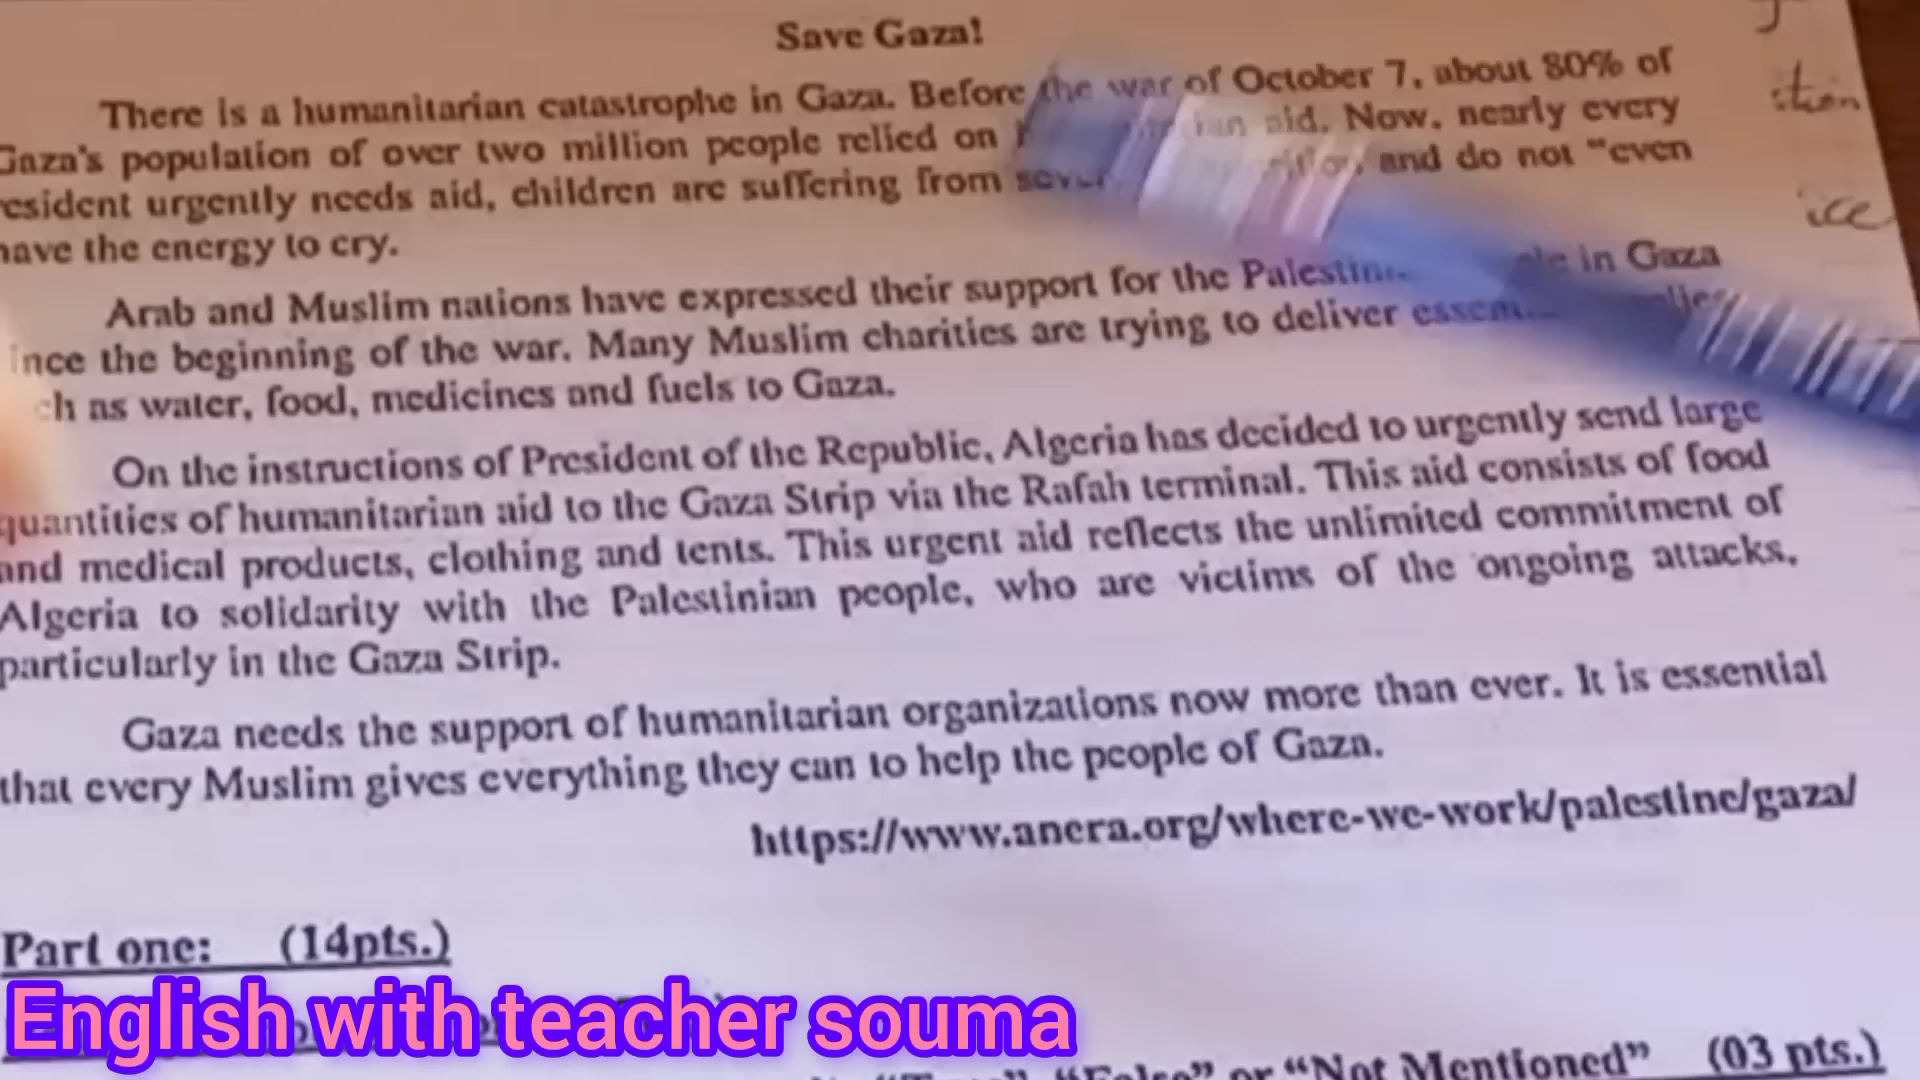 Save Gaza!
There is a humanitarian catastrophe in Gaza. Before the war of October 7, about 80% of
Gaza's population of over two million people relied on aid. Now, nearly every
esident urgently needs aid, children are suffering from and do not "even
have the energy to cry.
Arab and Muslim nations have expressed their support for the in Gaza
ince the beginning of the war. Many Muslim charities are trying to deliver
ch as water, food, medicines and fuels to Gaza.
On the instructions of President of the Republic, Algeria has decided to urgently send large
quantities of humanitarian aid to the Gaza Strip via the Rafah terminal. This aid consists of food
and medical products, clothing and tents. This urgent aid reflects the unlimited commitment of
Algeria to solidarity with the Palestinian people, who are victims of the ongoing attacks,
particularly in the Gaza Strip.
Gaza needs the support of humanitarian organizations now more than ever. It is essential
that every Muslim gives everything they can to help the people of Gaza.
https://www.anera.org/where-we-work/palestine/gaza/
Part one: (14pts.)
English with teacher souma
"False" or "Not Mentioned" (03 pts.)